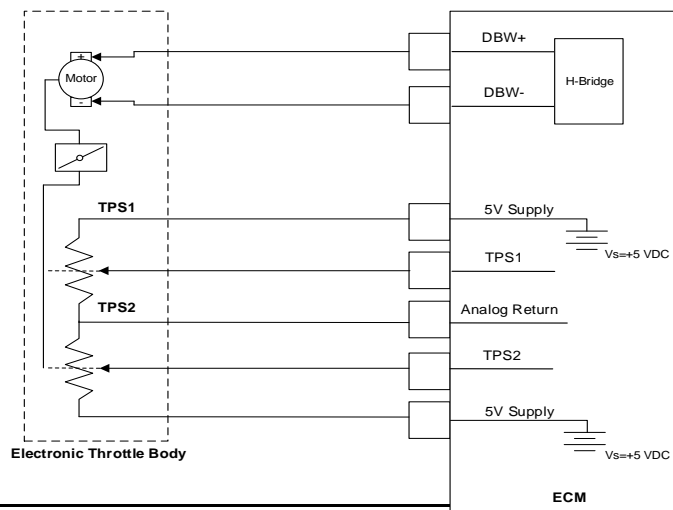 DBW+
+
Motor
H-Bridge
-
DBW-
TPS1
5V Supply
Vs=+5 VDC
TPS1
TPS2
Analog Return
TPS2
5V Supply
Electronic Throttle Body
Vs=+5 VDC
ECM